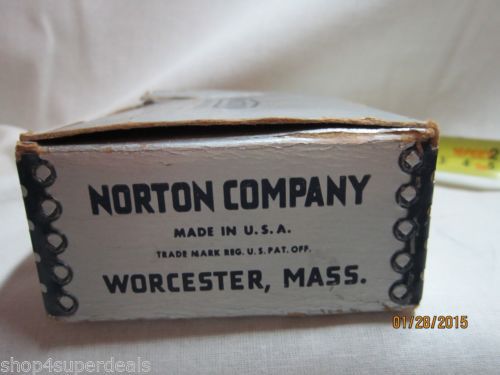 NORTON COMPANY
MADE IN U.S.A.
TRADE MARK REG. U.S. PAT. OFF.
WORCESTER, MASS.
01/28/2015
shop4superdeals